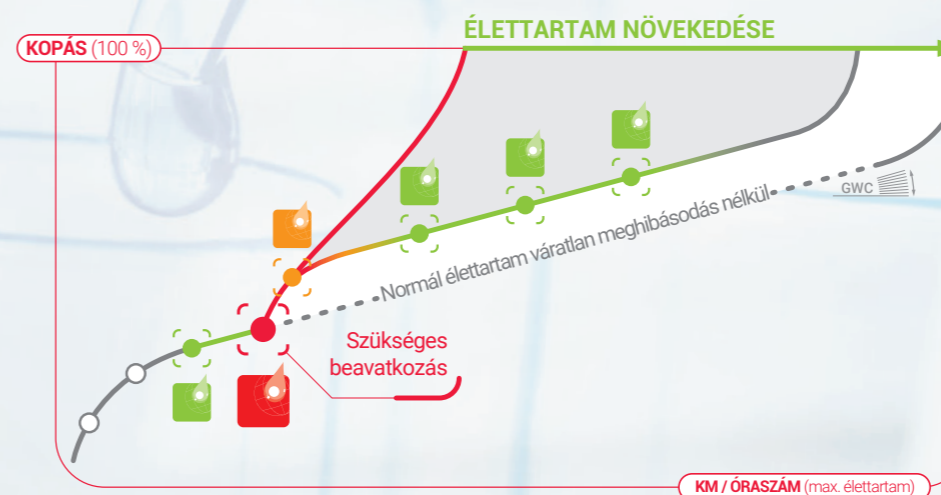 ÉLETTARTAM NÖVEKEDÉSE
KOPÁS (100 %)
GWC
Normál élettartam váratlan meghibásodás nélkül
Szükséges
beavatkozás
KM / ÓRASZÁM (max. élettartam)